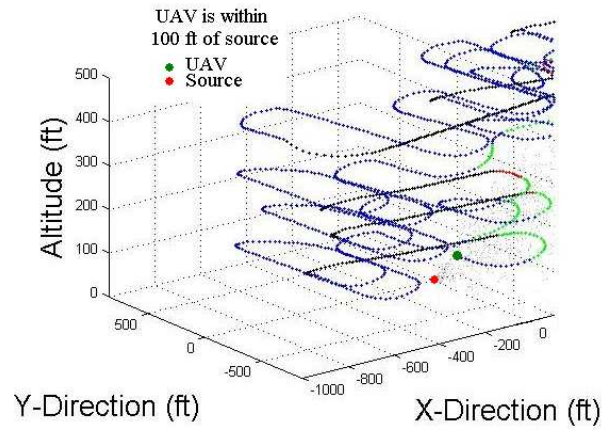 UAV is within
100 ft of source
UAV
Source
500
400
300
200
100
0
Altitude (ft)
500
0
-500
Y-Direction (ft)
-1000
-800
-600
-400
-200
0
X-Direction (ft)